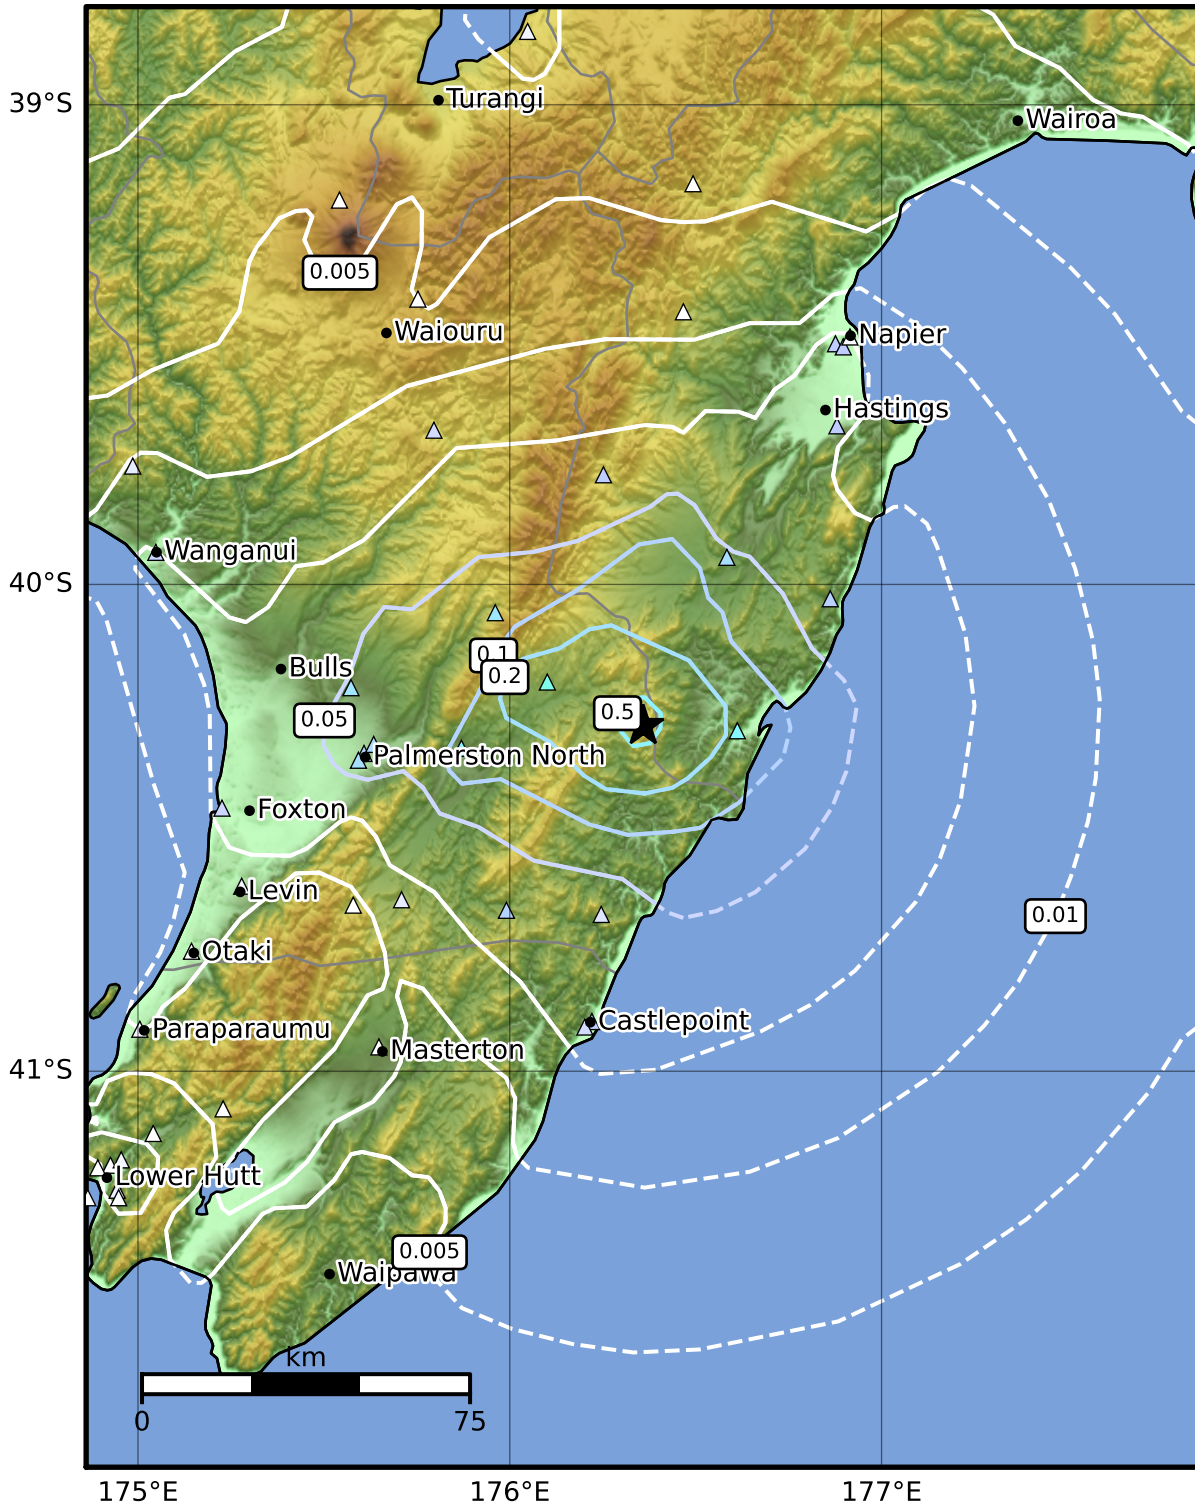 39°S
Turangi
Wairoa
0.005
Waiouru
Napier
Hastings
Wanganui
40°S
0.1
0.2
Bulls
0.05
0.5
Palmerston North
Foxton
Levin
0.01
Otaki
Castlepoint
Paraparaumu
Masterton
41°S
Lower Hutt
0.005
Waipawa
km
0
75
175°E
176°E
177°E